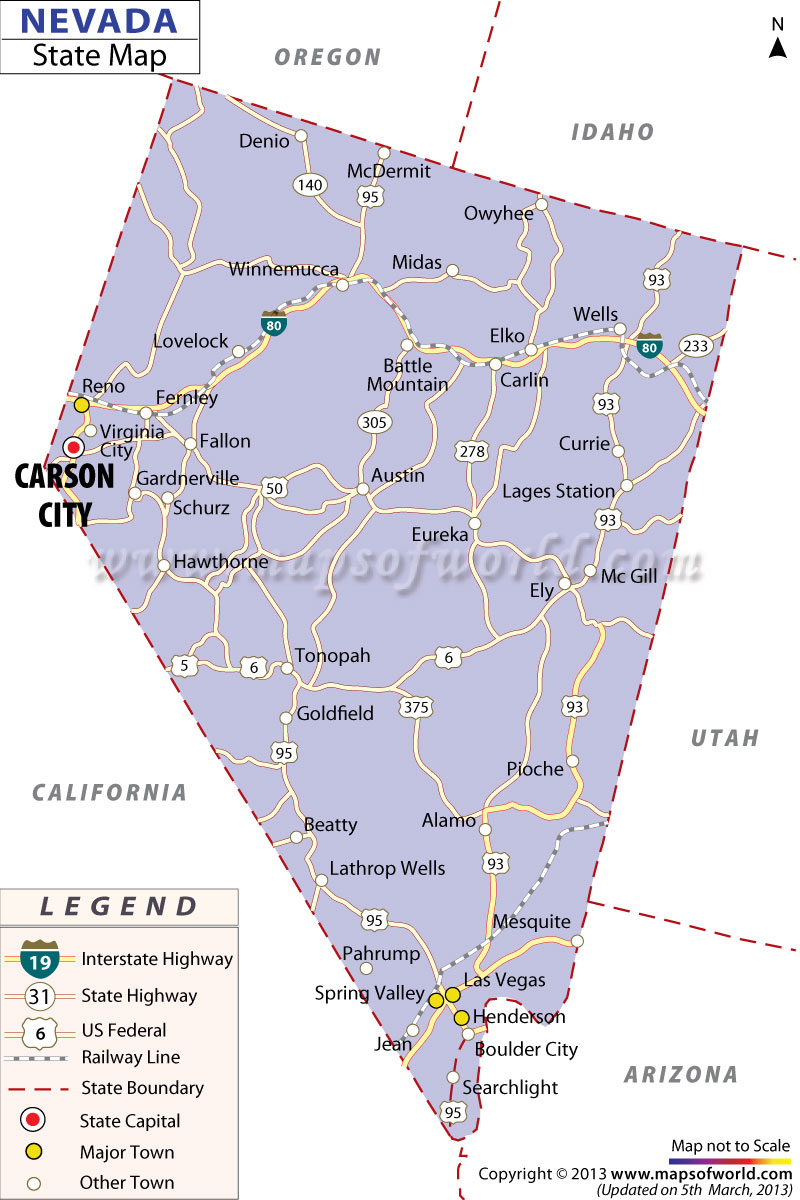 NEVADA
State Map
N
OREGON
IDAHO
Denio
McDermit
140
95
Owyhee
Winnemucca
Midas
93
80
Lovelock
Wells
Elko
80
233
Battle
Mountain
Carlin
Reno
Fernley
93
Virginia
City
305
Fallon
278
Currie
CARSON
CITY
Gardnerville
50
Austin
Lages Station
Schurz
93
Eureka
www.mapsofworld.com
Hawthorne
Mc Gill
Ely
5
6
Tonopah
6
375
93
Goldfield
UTAH
95
Pioche
CALIFORNIA
Beatty
Alamo
93
Lathrop Wells
95
Mesquite
Pahrump
Las Vegas
Spring Valley
Henderson
Jean
Boulder City
ARIZONA
Searchlight
95
LEGEND
19
Interstate Highway
31
State Highway
6
US Federal
Railway Line
State Boundary
State Capital
Major Town
Other Town
Map not to Scale
Copyright © 2013 www.mapsofworld.com
(Updated on 5th March, 2013)